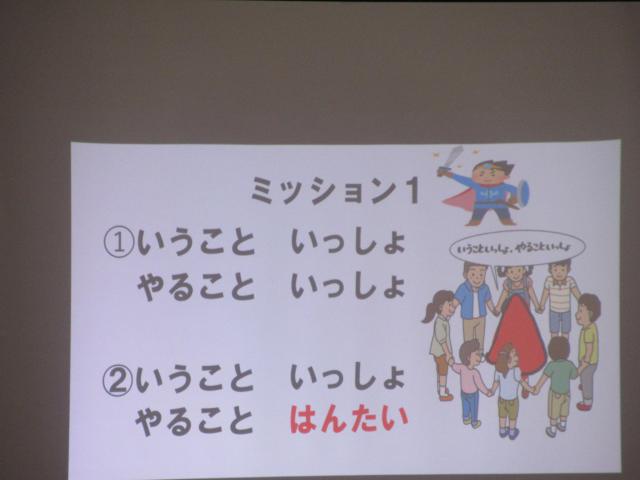 ミッション1
①いうこと いっしょ
やること いっしょ
②いうこと いっしょ
やること はんたい
いうこといっしょ、やることいっしょ